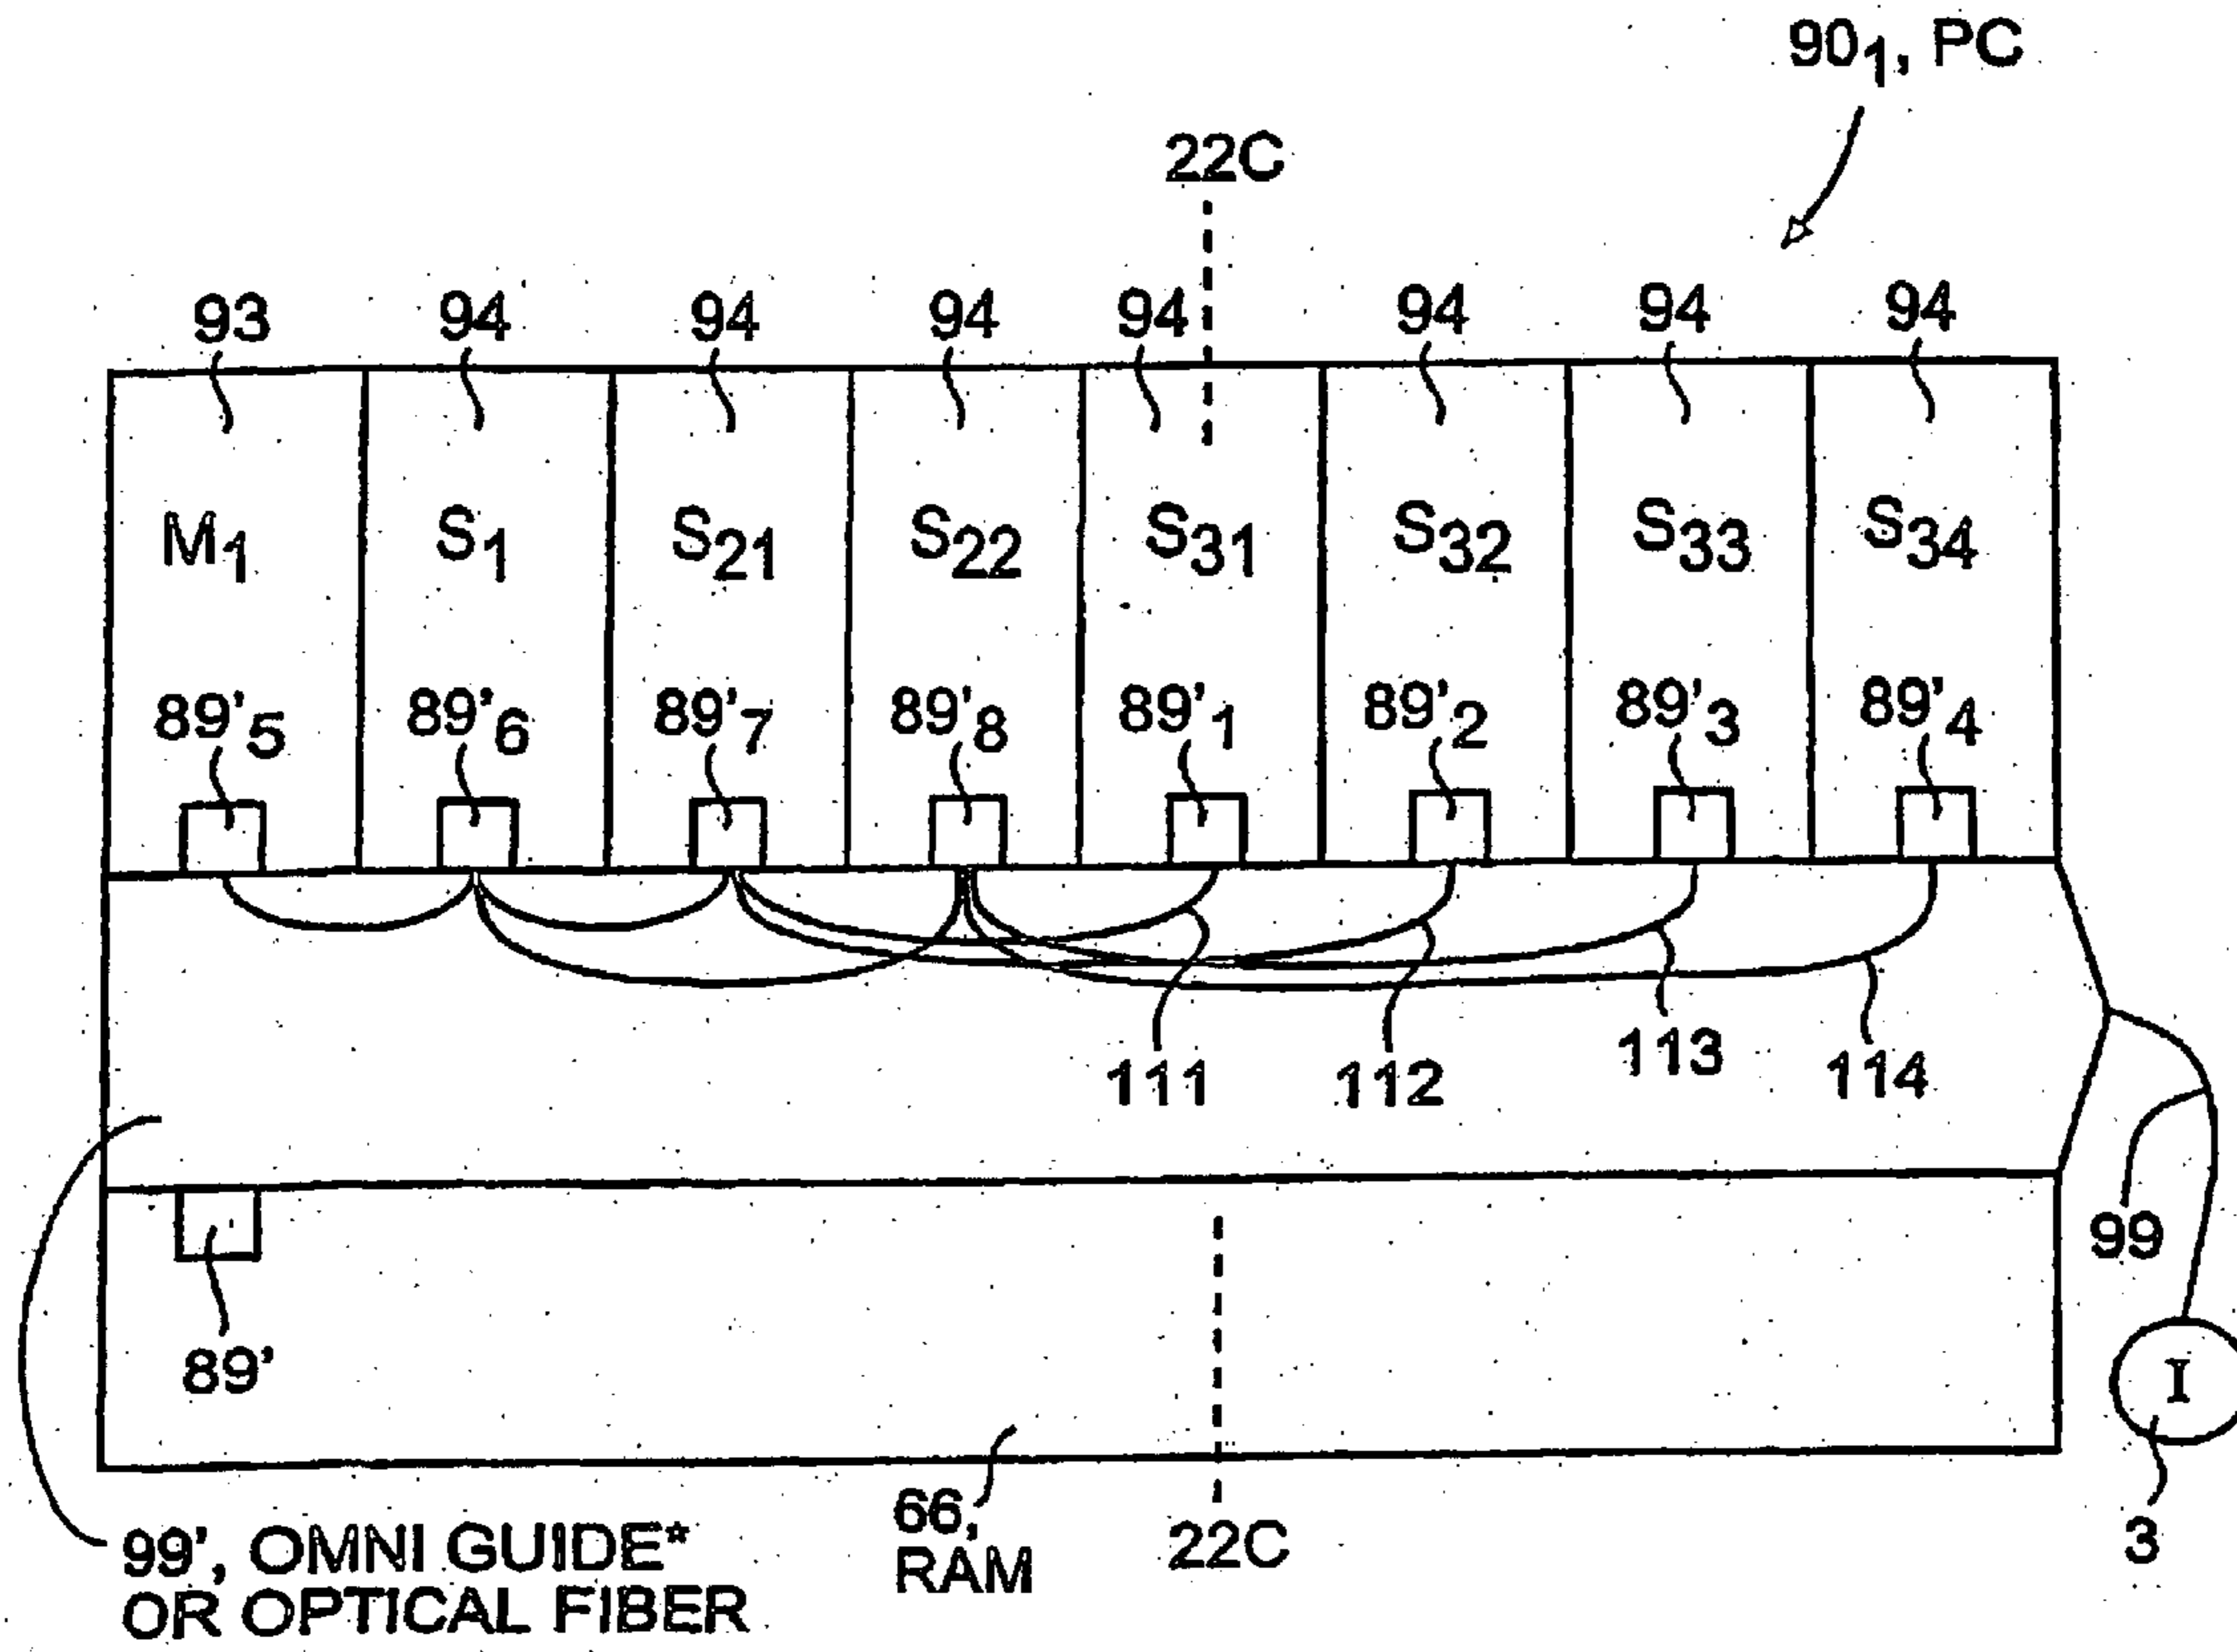 90₁, PC
22C
93 94 94 94 94 94 94 94
M₁ S₁ S₂₁ S₂₂ S₃₁ S₃₂ S₃₃ S₃₄
89'₅ 89'₆ 89'₇ 89'₈ 89'₁ 89'₂ 89'₃ 89'₄
111 112 113 114
99
89'
I
66,
RAM
22C
3
99', OMNI GUIDE*
OR OPTICAL FIBER